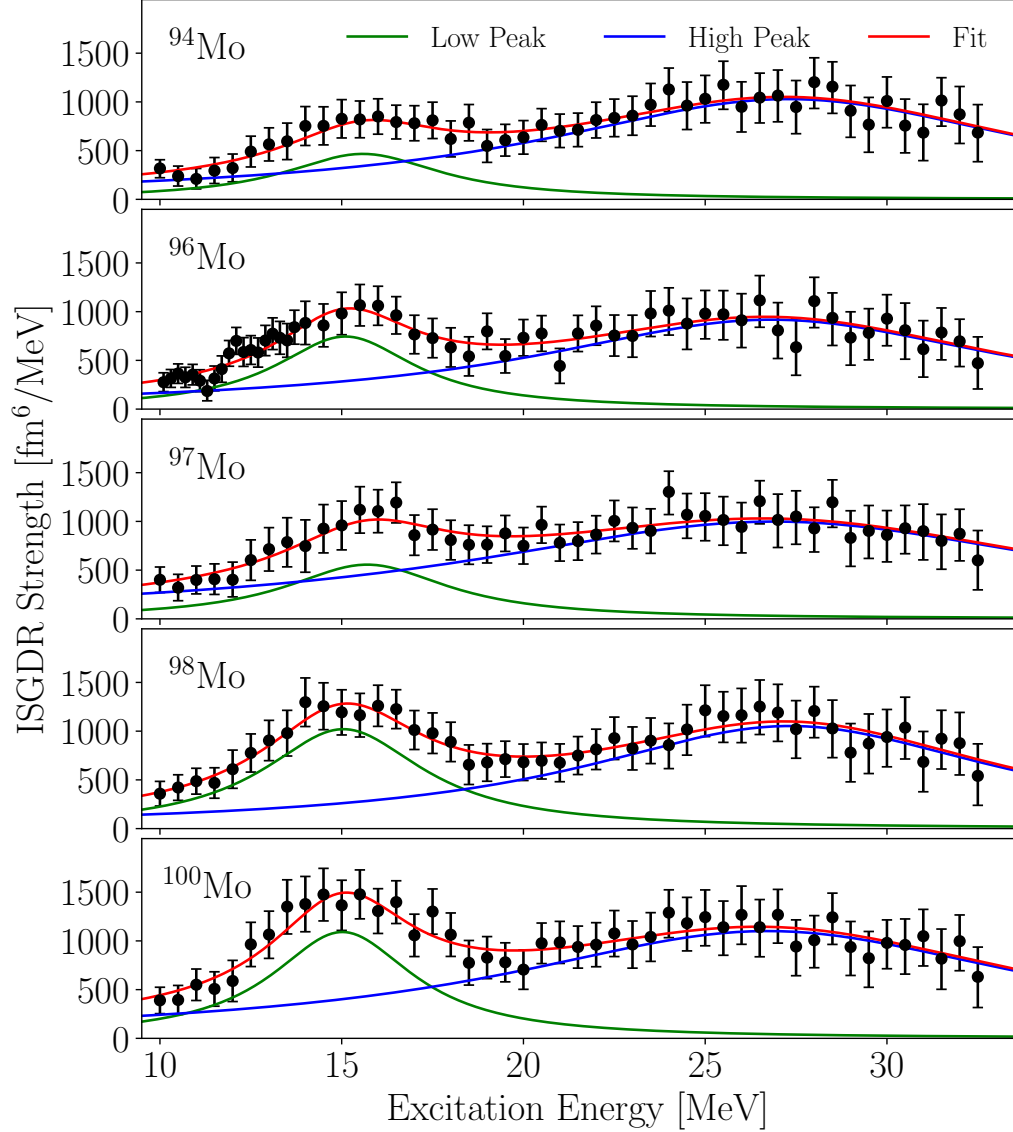 ⁹⁴Mo
Low Peak High Peak Fit
1500
1000
500
0
⁹⁶Mo
1500
1000
500
0
⁹⁷Mo
1500
1000
500
0
⁹⁸Mo
1500
1000
500
0
¹⁰⁰Mo
1500
1000
500
0
10 15 20 25 30
Excitation Energy [MeV]
ISGDR Strength [fm⁶/MeV]